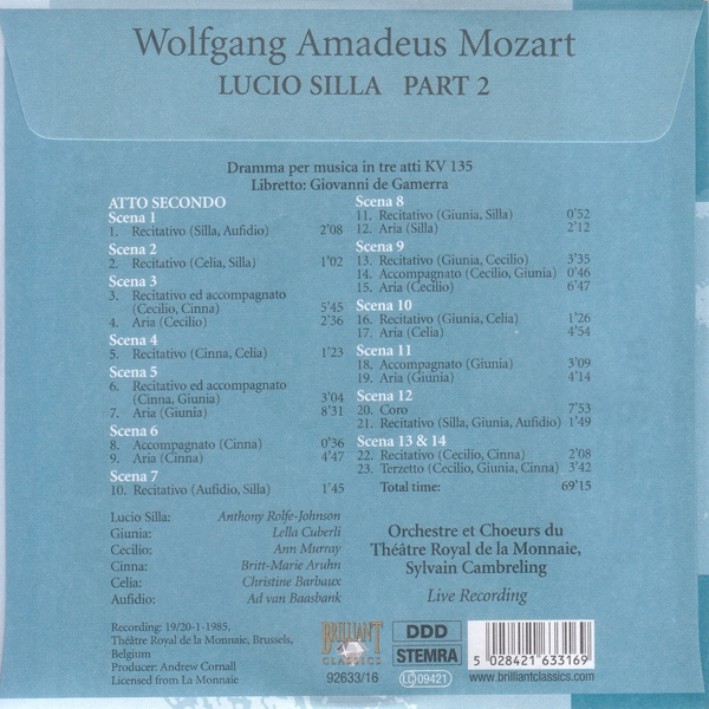 Wolfgang Amadeus Mozart
LUCIO SILLA PART 2
Dramma per musica in tre atti KV 135
Libretto: Giovanni de Gamerra
ATTO SECONDO
Scena 1
1. Recitativo (Silla, Aufidio) 2'08
Scena 2
2. Recitativo (Celia, Silla) 1'02
Scena 3
3. Recitativo ed accompagnato
(Cecilio, Cinna) 5'45
4. Aria (Cecilio) 2'36
Scena 4
5. Recitativo (Cinna, Celia) 1'23
Scena 5
6. Recitativo ed accompagnato
(Cinna, Giunia) 3'04
7. Aria (Giunia) 8'31
Scena 6
8. Accompagnato (Cinna) 0'36
9. Aria (Cinna) 4'47
Scena 7
10. Recitativo (Aufidio, Silla) 1'45
Scena 8
11. Recitativo (Giunia, Silla) 0'52
12. Aria (Silla) 2'12
Scena 9
13. Recitativo (Giunia, Cecilio) 3'35
14. Accompagnato (Cecilio, Giunia) 0'46
15. Aria (Cecilio) 6'47
Scena 10
16. Recitativo (Giunia, Celia) 1'26
17. Aria (Celia) 4'54
Scena 11
18. Accompagnato (Giunia) 3'09
19. Aria (Giunia) 4'14
Scena 12
20. Coro 7'53
21. Recitativo (Silla, Giunia, Aufidio) 1'49
Scena 13 & 14
22. Recitativo (Cecilio, Cinna) 2'08
23. Terzetto (Cecilio, Giunia, Cinna) 3'42
Total time: 69'15
Lucio Silla: Anthony Rolfe-Johnson
Giunia: Lella Cuberli
Cecilio: Ann Murray
Cinna: Britt-Marie Aruhn
Celia: Christine Barbaux
Aufidio: Ad van Baasbank
Orchestre et Choeurs du
Théâtre Royal de la Monnaie,
Sylvain Cambreling
Live Recording
Recording: 19/20-1-1985,
Théâtre Royal de la Monnaie, Brussels,
Belgium
Producer: Andrew Cornall
Licensed from La Monnaie
BRILLIANT
CLASSICS
92633/16
DDD
STEMRA
LC 09421
5 028421 633169
www.brilliantclassics.com